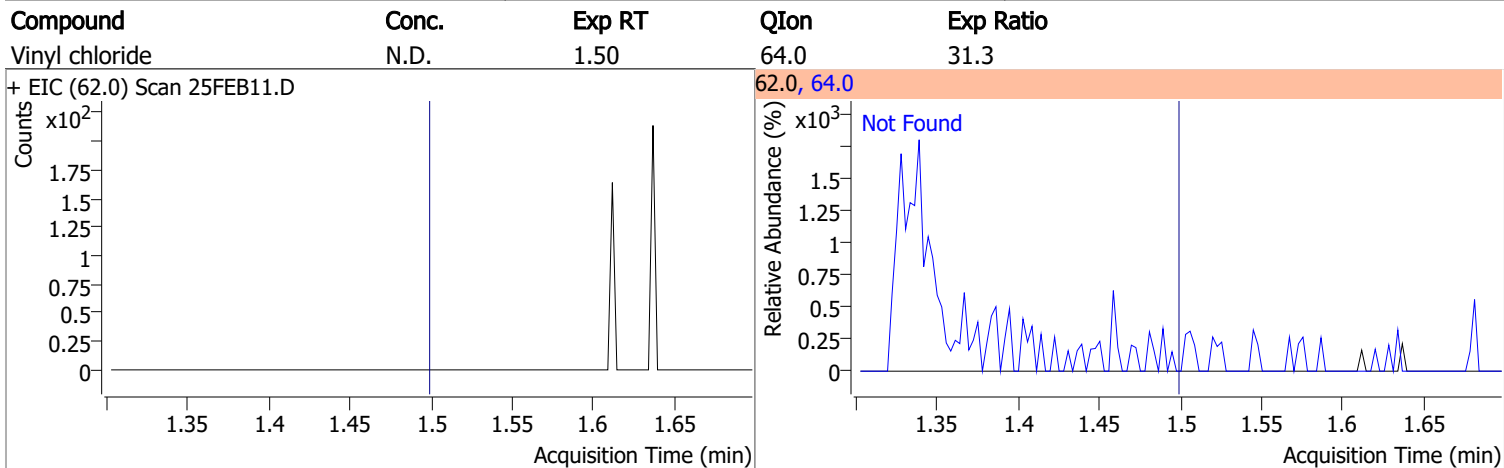 Compound Conc. Exp RT QIon Exp Ratio
Vinyl chloride N.D. 1.50 64.0 31.3
+ EIC (62.0) Scan 25FEB11.D
Counts
x10²
1.75
1.5
1.25
1
0.75
0.5
0.25
0
1.35 1.4 1.45 1.5 1.55 1.6 1.65
Acquisition Time (min)
62.0, 64.0
Relative Abundance (%)
x10³
Not Found
1.5
1.25
1
0.75
0.5
0.25
0
1.35 1.4 1.45 1.5 1.55 1.6 1.65
Acquisition Time (min)